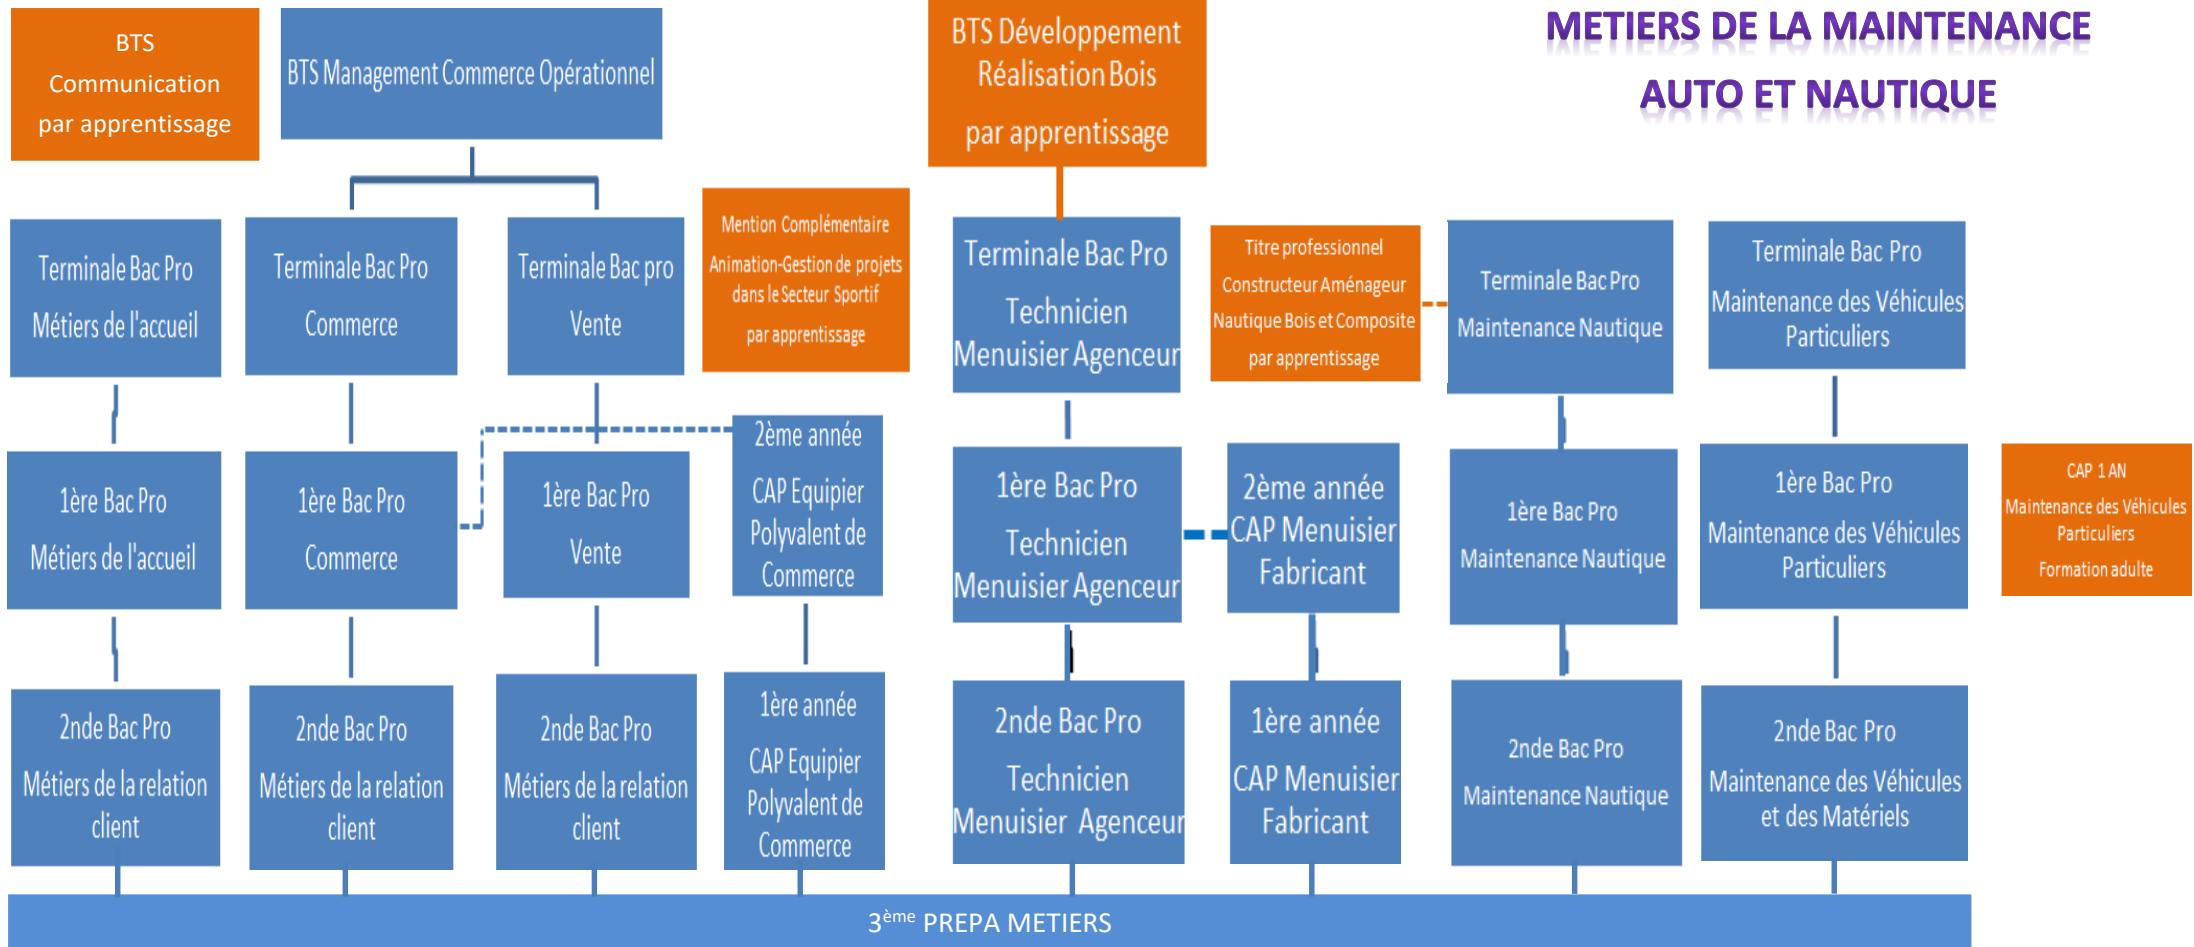 METIERS DE LA MAINTENANCE
AUTO ET NAUTIQUE
BTS
Communication
par apprentissage
BTS Management Commerce Opérationnel
BTS Développement
Réalisation Bois
par apprentissage
Terminale Bac Pro
Métiers de l'accueil
Terminale Bac Pro
Commerce
Terminale Bac pro
Vente
Mention Complémentaire
Animation-Gestion de projets
dans le Secteur Sportif
par apprentissage
Terminale Bac Pro
Technicien
Menuisier Agenceur
Titre professionnel
Constructeur Aménageur
Nautique Bois et Composite
par apprentissage
Terminale Bac Pro
Maintenance Nautique
Terminale Bac Pro
Maintenance des Véhicules
Particuliers
1ère Bac Pro
Métiers de l'accueil
1ère Bac Pro
Commerce
1ère Bac Pro
Vente
2ème année
CAP Equipier
Polyvalent de
Commerce
1ère Bac Pro
Technicien
Menuisier Agenceur
2ème année
CAP Menuisier
Fabricant
1ère Bac Pro
Maintenance Nautique
1ère Bac Pro
Maintenance des Véhicules
Particuliers
CAP 1 AN
Maintenance des Véhicules
Particuliers
Formation adulte
2nde Bac Pro
Métiers de la relation
client
2nde Bac Pro
Métiers de la relation
client
2nde Bac Pro
Métiers de la relation
client
1ère année
CAP Equipier
Polyvalent de
Commerce
2nde Bac Pro
Technicien
Menuisier Agenceur
1ère année
CAP Menuisier
Fabricant
2nde Bac Pro
Maintenance Nautique
2nde Bac Pro
Maintenance des Véhicules
et des Matériels
3ème PREPA METIERS